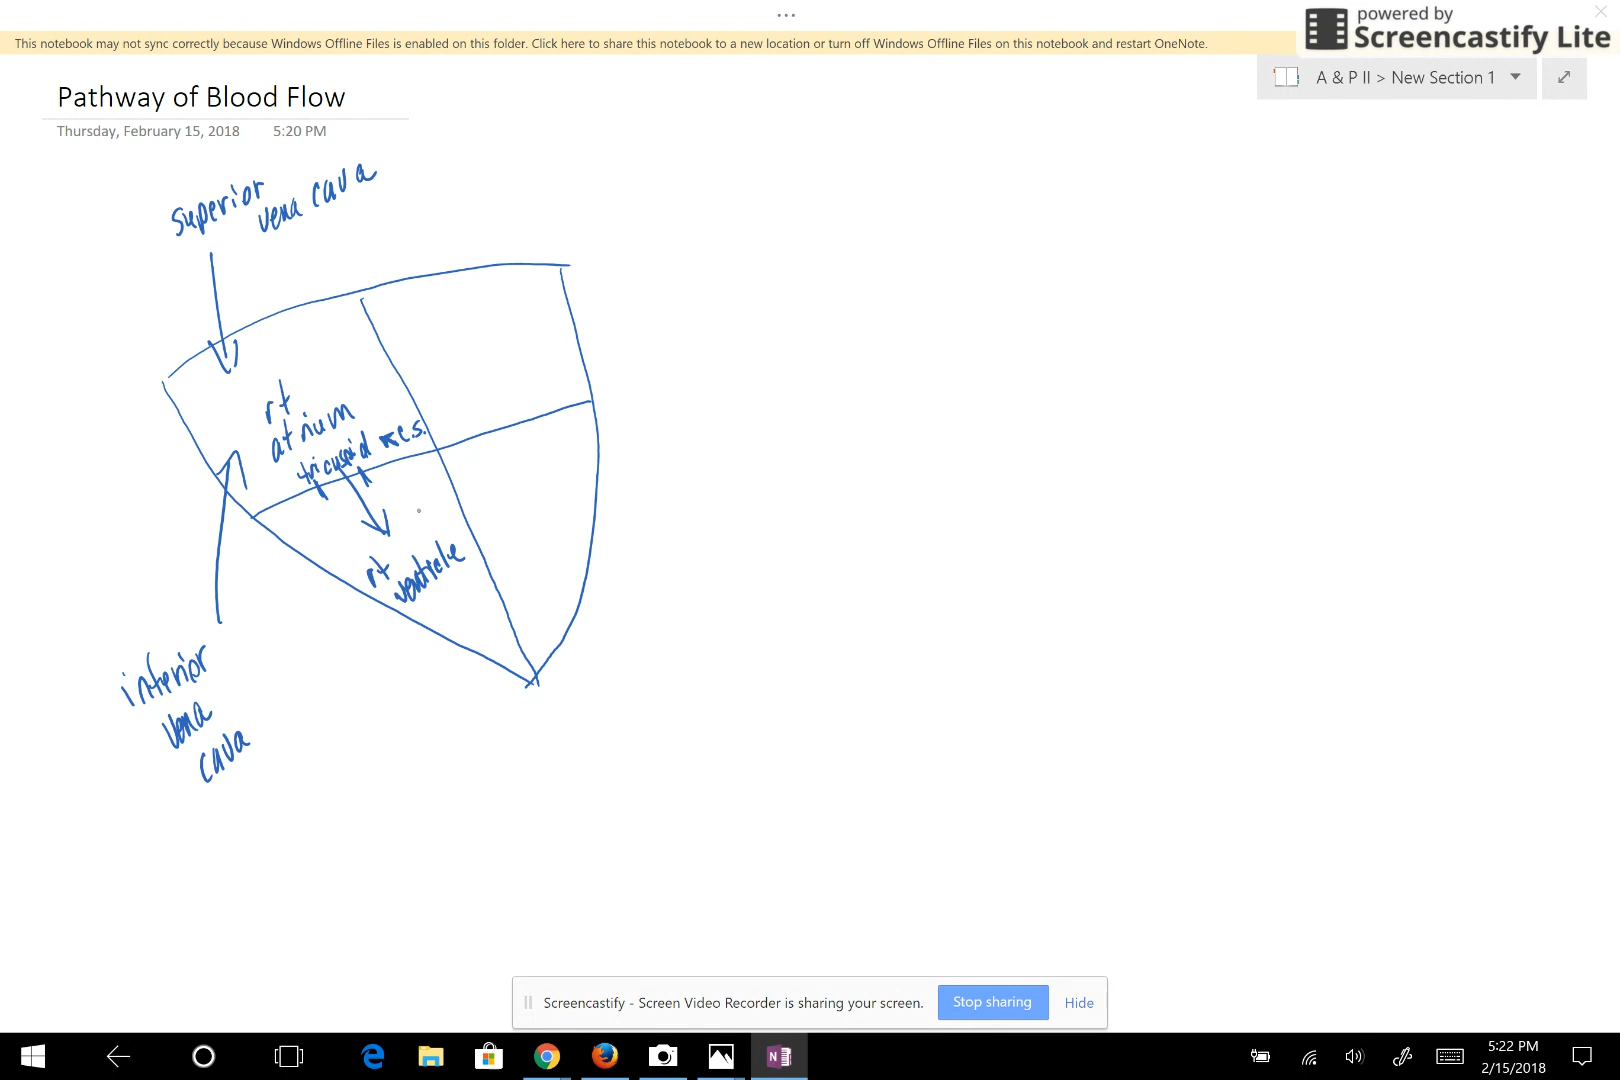 powered by
Screencastify Lite
This notebook may not sync correctly because Windows Offline Files is enabled on this folder. Click here to share this notebook to a new location or turn off Windows Offline Files on this notebook and restart OneNote.
A & P II > New Section 1
Pathway of Blood Flow
Thursday, February 15, 2018 5:20 PM
superior
vena cava
rt
atrium
tricuspid
rt
ventricle
inferior
vena
cava
Screencastify - Screen Video Recorder is sharing your screen. Stop sharing Hide
5:22 PM
2/15/2018